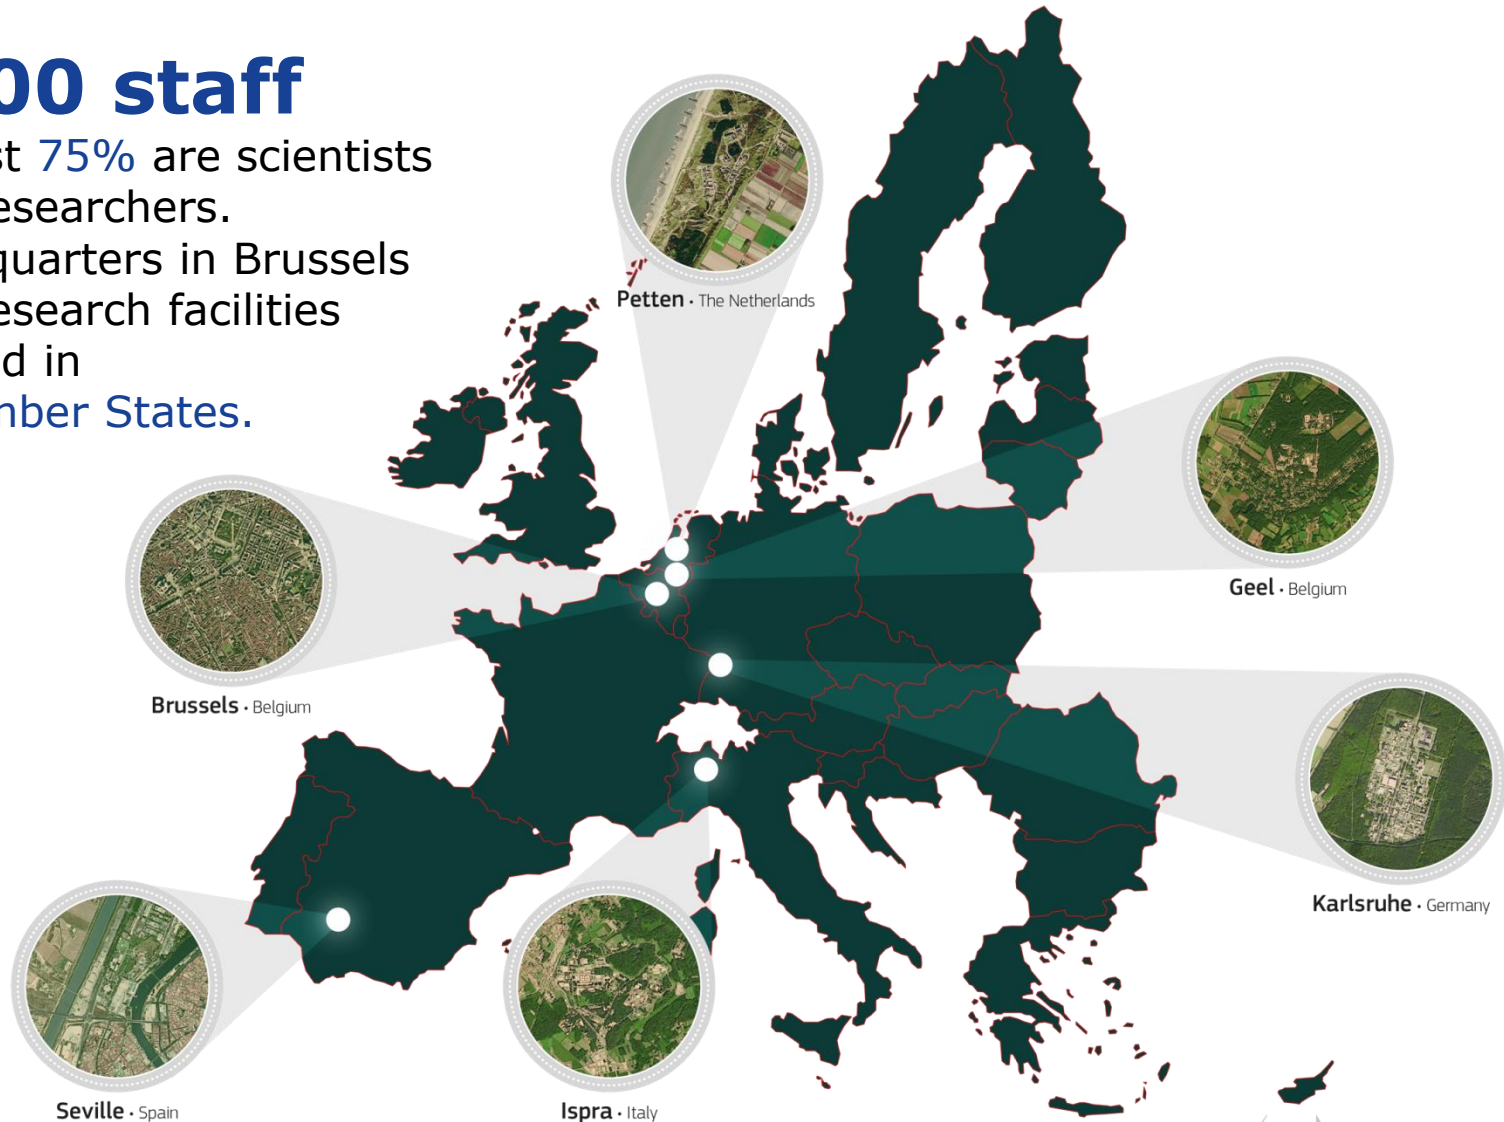 00 staff
st 75% are scientists
esearchers.
quarters in Brussels
esearch facilities
d in
mber States.
Petten · The Netherlands
Geel · Belgium
Brussels · Belgium
Karlsruhe · Germany
Seville · Spain
Ispra · Italy